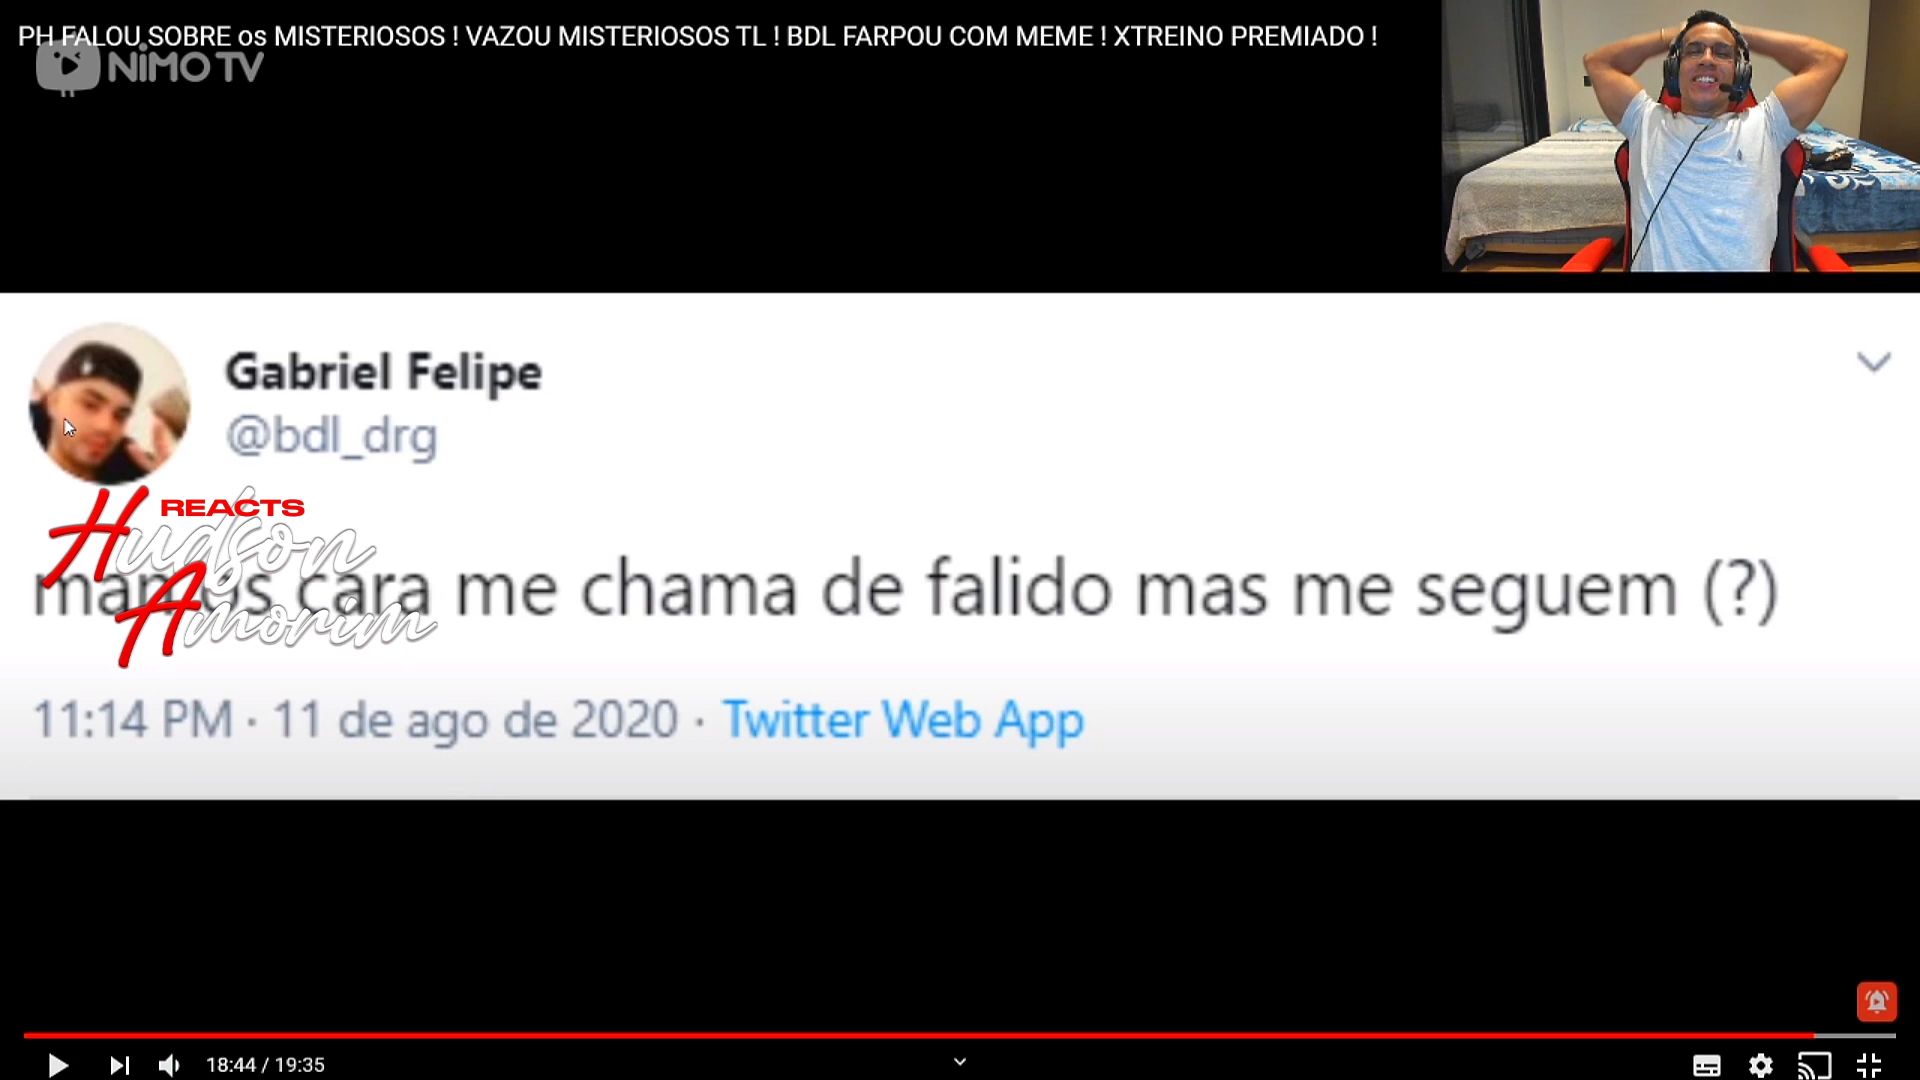 PH FALOU SOBRE os MISTERIOSOS ! VAZOU MISTERIOSOS TL ! BDL FARPOU COM MEME ! XTREINO PREMIADO !
NIMO TV
Gabriel Felipe
@bdl_drg
REACTS
Hudson
Amorim
cara me chama de falido mas me seguem (?)
11:14 PM · 11 de ago de 2020 · Twitter Web App
18:44 / 19:35